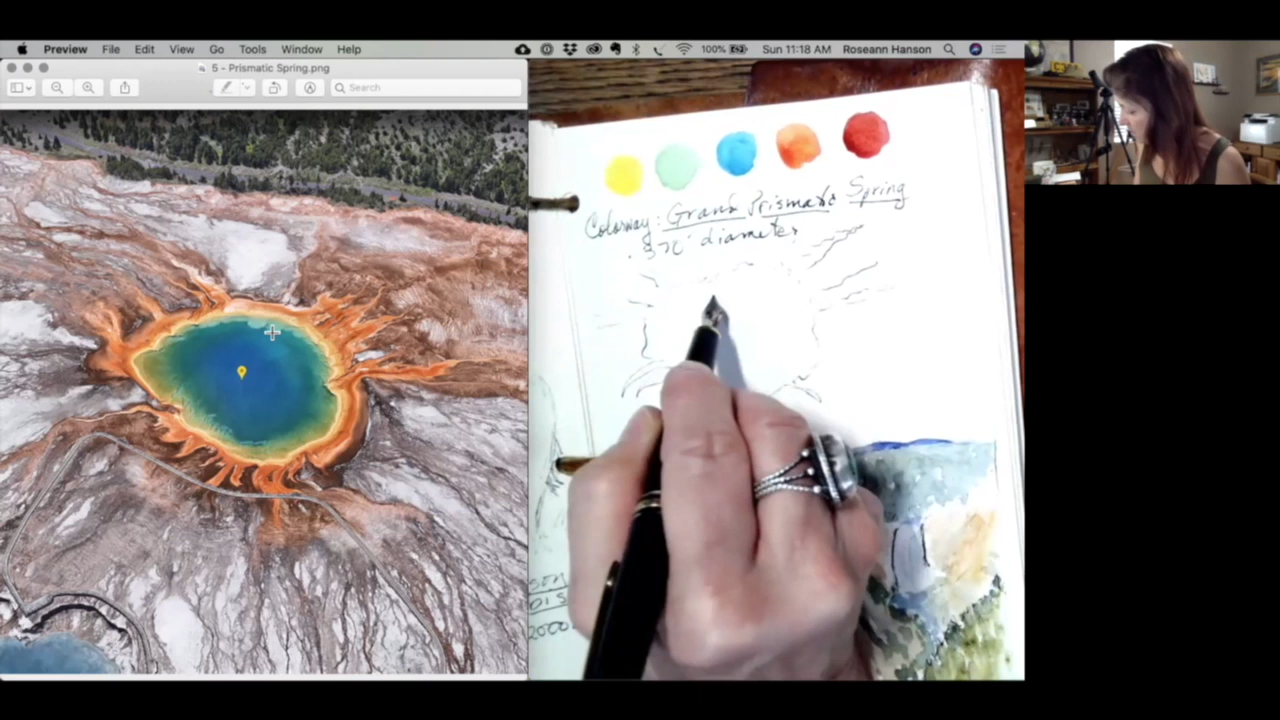 Preview File Edit View Go Tools Window Help 100% Sun 11:18 AM Roseann Hanson
5 - Prismatic Spring.png
Search
Colorway: Grand Prismatic Spring
. 370' diameter
2000